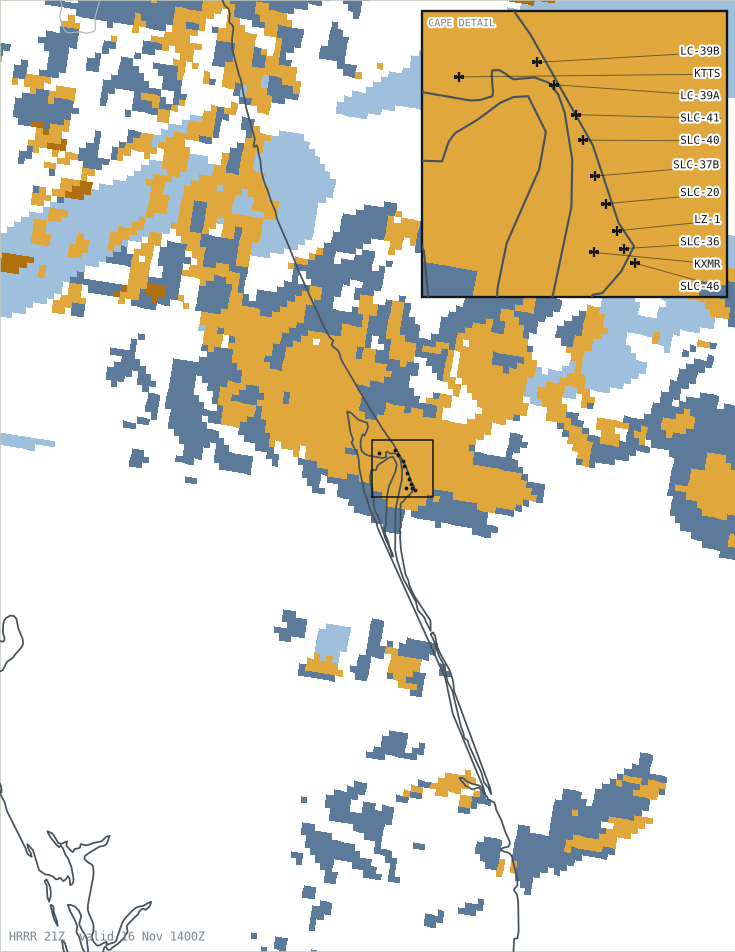 CAPE DETAIL
LC-39B
KTTS
LC-39A
SLC-41
SLC-40
SLC-37B
SLC-20
LZ-1
SLC-36
KXMR
SLC-46
HRRR 21Z valid 16 Nov 1400Z